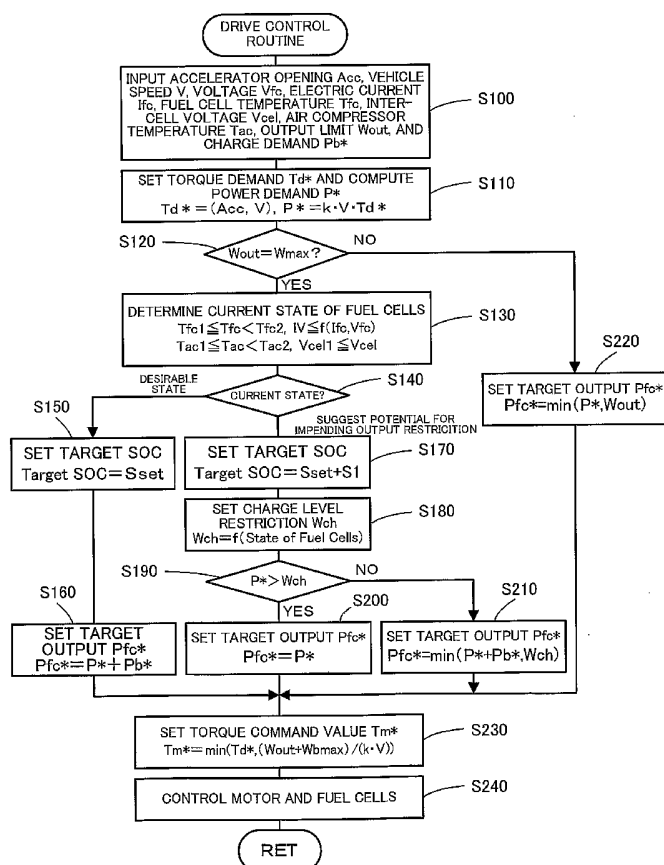 DRIVE CONTROL
ROUTINE
INPUT ACCELERATOR OPENING Acc, VEHICLE
SPEED V, VOLTAGE Vfc, ELECTRIC CURRENT
Ifc, FUEL CELL TEMPERATURE Tfc, INTER-
CELL VOLTAGE Vcel, AIR COMPRESSOR
TEMPERATURE Tac, OUTPUT LIMIT Wout, AND
CHARGE DEMAND Pb*
S100
SET TORQUE DEMAND Td* AND COMPUTE
POWER DEMAND P*
Td*=(Acc, V), P*=k・V・Td*
S110
S120
Wout=Wmax?
NO
YES
DETERMINE CURRENT STATE OF FUEL CELLS
Tfc1≦Tfc<Tfc2, IV≦f(Ifc,Vfc)
Tac1≦Tac<Tac2, Vcel1≦Vcel
S130
S220
SET TARGET OUTPUT Pfc*
Pfc*=min(P*,Wout)
DESIRABLE
STATE
CURRENT STATE?
S140
SUGGEST POTENTIAL FOR
IMPENDING OUTPUT RESTRICITION
S150
SET TARGET SOC
Target SOC=Sset
S170
SET TARGET SOC
Target SOC=Sset+S1
S180
SET CHARGE LEVEL
RESTRICTION Wch
Wch=f(State of Fuel Cells)
S190
P*>Wch
NO
YES
S160
SET TARGET
OUTPUT Pfc*
Pfc*=P*+Pb*
S200
SET TARGET OUTPUT Pfc*
Pfc*=P*
S210
SET TARGET OUTPUT Pfc*
Pfc*=min(P*+Pb*,Wch)
SET TORQUE COMMAND VALUE Tm*
Tm*=min(Td*,(Wout+Wbmax)/(k・V))
S230
CONTROL MOTOR AND FUEL CELLS
S240
RET